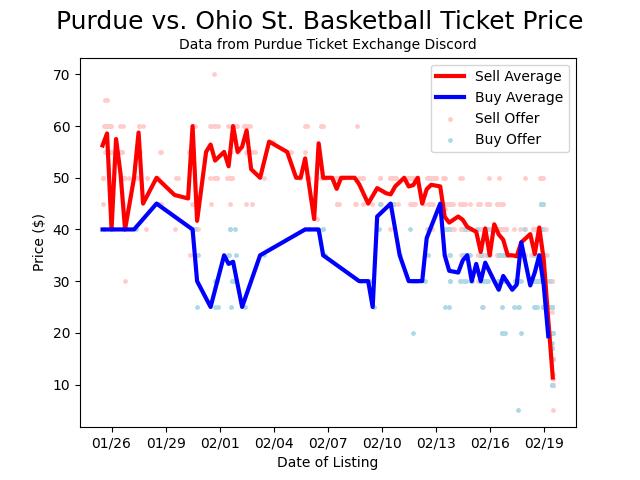 Purdue vs. Ohio St. Basketball Ticket Price
Data from Purdue Ticket Exchange Discord
Sell Average
Buy Average
Sell Offer
Buy Offer
Price ($)
70
60
50
40
30
20
10
01/26 01/29 02/01 02/04 02/07 02/10 02/13 02/16 02/19
Date of Listing